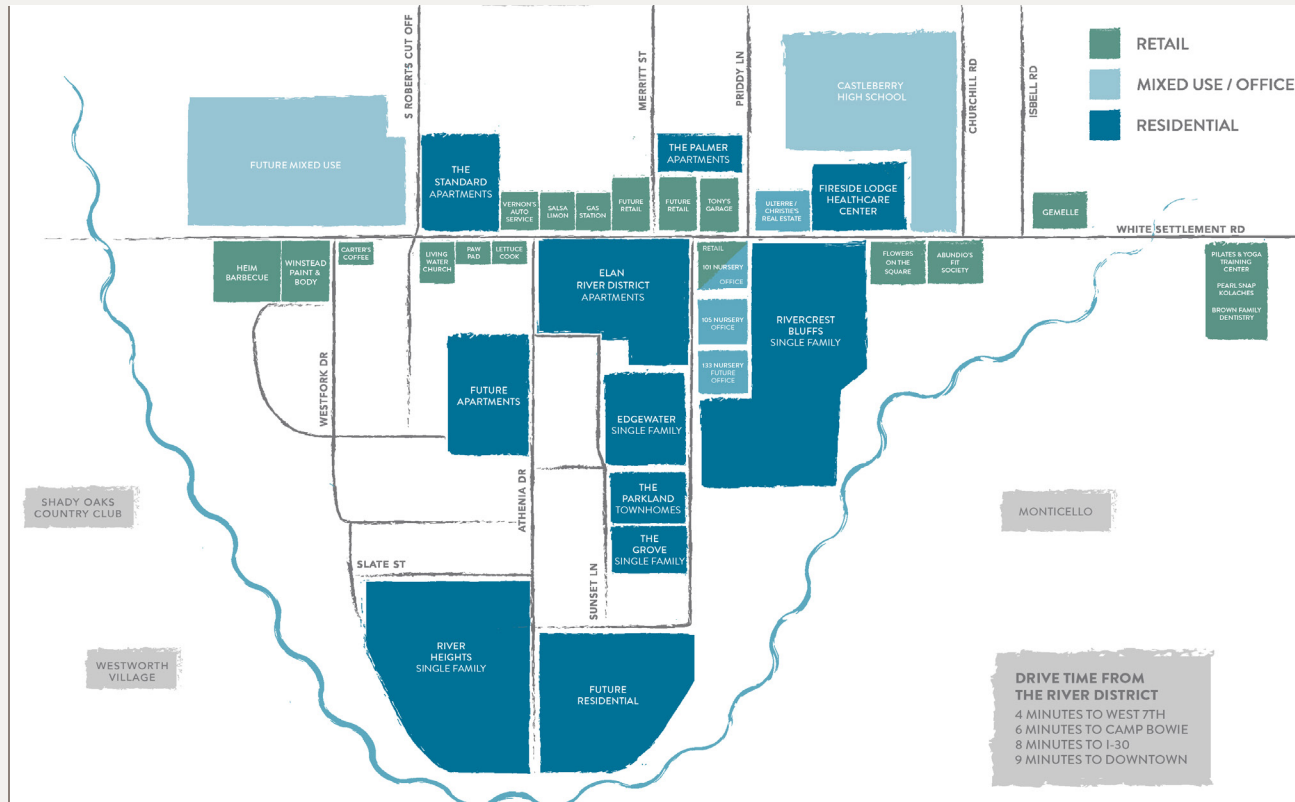 S ROBERTS CUT OFF
MERRITT ST
PRIDDY LN
CHURCHILL RD
ISBELL RD
RETAIL
MIXED USE / OFFICE
RESIDENTIAL
CASTLEBERRY
HIGH SCHOOL
FUTURE MIXED USE
THE
STANDARD
APARTMENTS
THE PALMER
APARTMENTS
VERNON'S
AUTO
SERVICE
SALSA
LIMON
GAS
STATION
FUTURE
RETAIL
FUTURE
RETAIL
TONY'S
GARAGE
ULTERRE /
CHRISTIE'S
REAL ESTATE
FIRESIDE LODGE
HEALTHCARE
CENTER
GEMELLE
WHITE SETTLEMENT RD
HEIM
BARBECUE
WINSTEAD
PAINT &
BODY
CARTER'S
COFFEE
LIVING
WATER
CHURCH
PAW
PAD
LETTUCE
COOK
ELAN
RIVER DISTRICT
APARTMENTS
RETAIL
101 NURSERY
OFFICE
105 NURSERY
OFFICE
133 NURSERY
FUTURE
OFFICE
RIVERCREST
BLUFFS
SINGLE FAMILY
FLOWERS
ON THE
SQUARE
ABUNDIO'S
FIT
SOCIETY
PILATES & YOGA
TRAINING
CENTER
PEARL SNAP
KOLACHES
BROWN FAMILY
DENTISTRY
WESTFORK DR
FUTURE
APARTMENTS
EDGEWATER
SINGLE FAMILY
ATHENIA DR
THE
PARKLAND
TOWNHOMES
THE
GROVE
SINGLE FAMILY
SHADY OAKS
COUNTRY CLUB
MONTICELLO
SLATE ST
SUNSET LN
RIVER
HEIGHTS
SINGLE FAMILY
FUTURE
RESIDENTIAL
WESTWORTH
VILLAGE
DRIVE TIME FROM
THE RIVER DISTRICT
4 MINUTES TO WEST 7TH
6 MINUTES TO CAMP BOWIE
8 MINUTES TO I-30
9 MINUTES TO DOWNTOWN